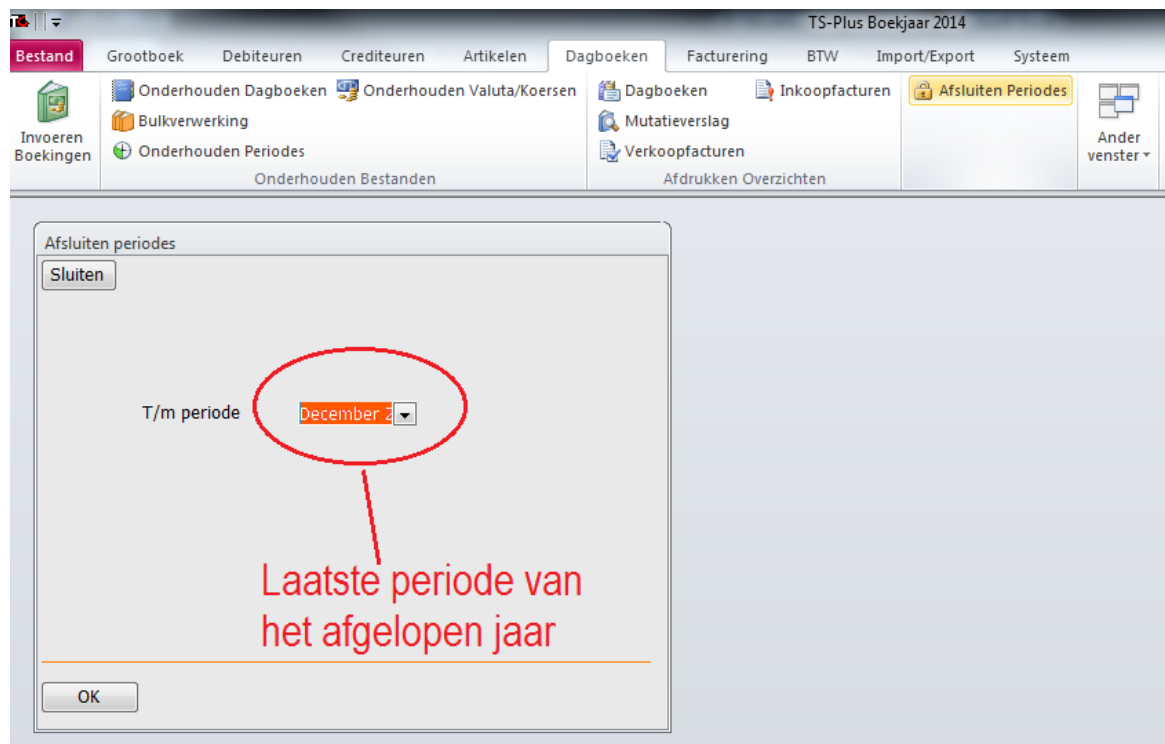 TS-Plus Boekjaar 2014
Bestand Grootboek Debiteuren Crediteuren Artikelen Dagboeken Facturering BTW Import/Export Systeem
Invoeren
Boekingen
Onderhouden Dagboeken Onderhouden Valuta/Koersen
Bulkverwerking
Onderhouden Periodes
Onderhouden Bestanden
Dagboeken Inkoopfacturen
Mutatieverslag
Verkoopfacturen
Afdrukken Overzichten
Afsluiten Periodes
Ander
venster
Afsluiten periodes
Sluiten
T/m periode December 2
Laatste periode van
het afgelopen jaar
OK